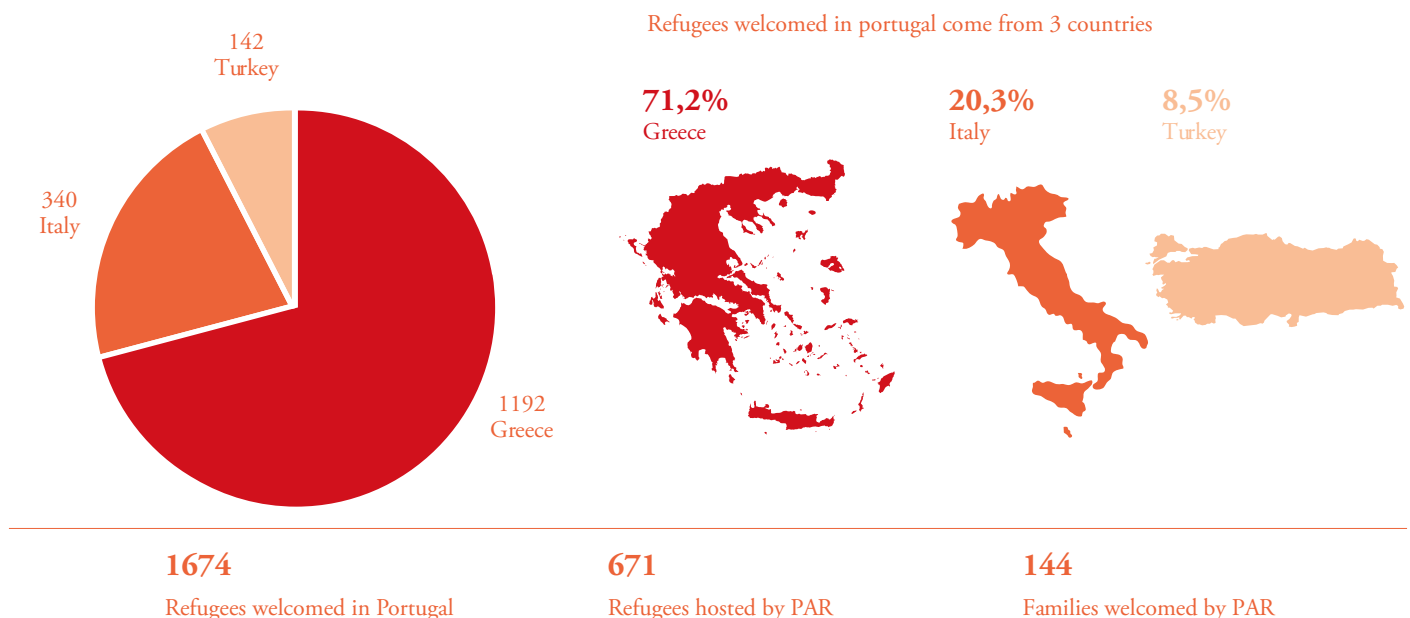 Refugees welcomed in portugal come from 3 countries
142
Turkey
340
Italy
1192
Greece
71,2%
Greece
20,3%
Italy
8,5%
Turkey
1674
Refugees welcomed in Portugal
671
Refugees hosted by PAR
144
Families welcomed by PAR